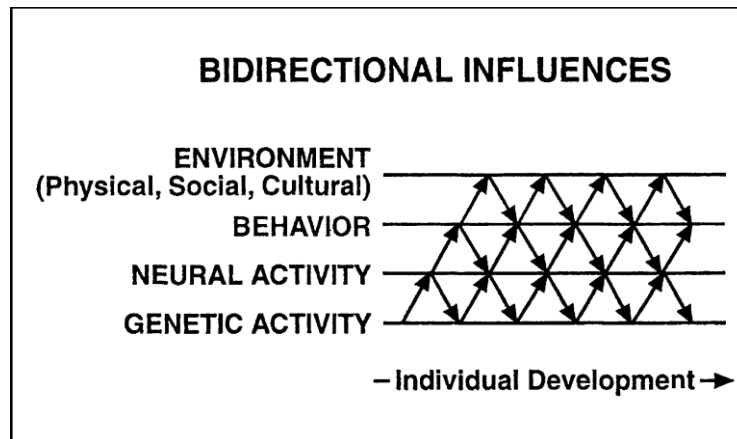 BIDIRECTIONAL INFLUENCES
ENVIRONMENT
(Physical, Social, Cultural)
BEHAVIOR
NEURAL ACTIVITY
GENETIC ACTIVITY
Individual Development